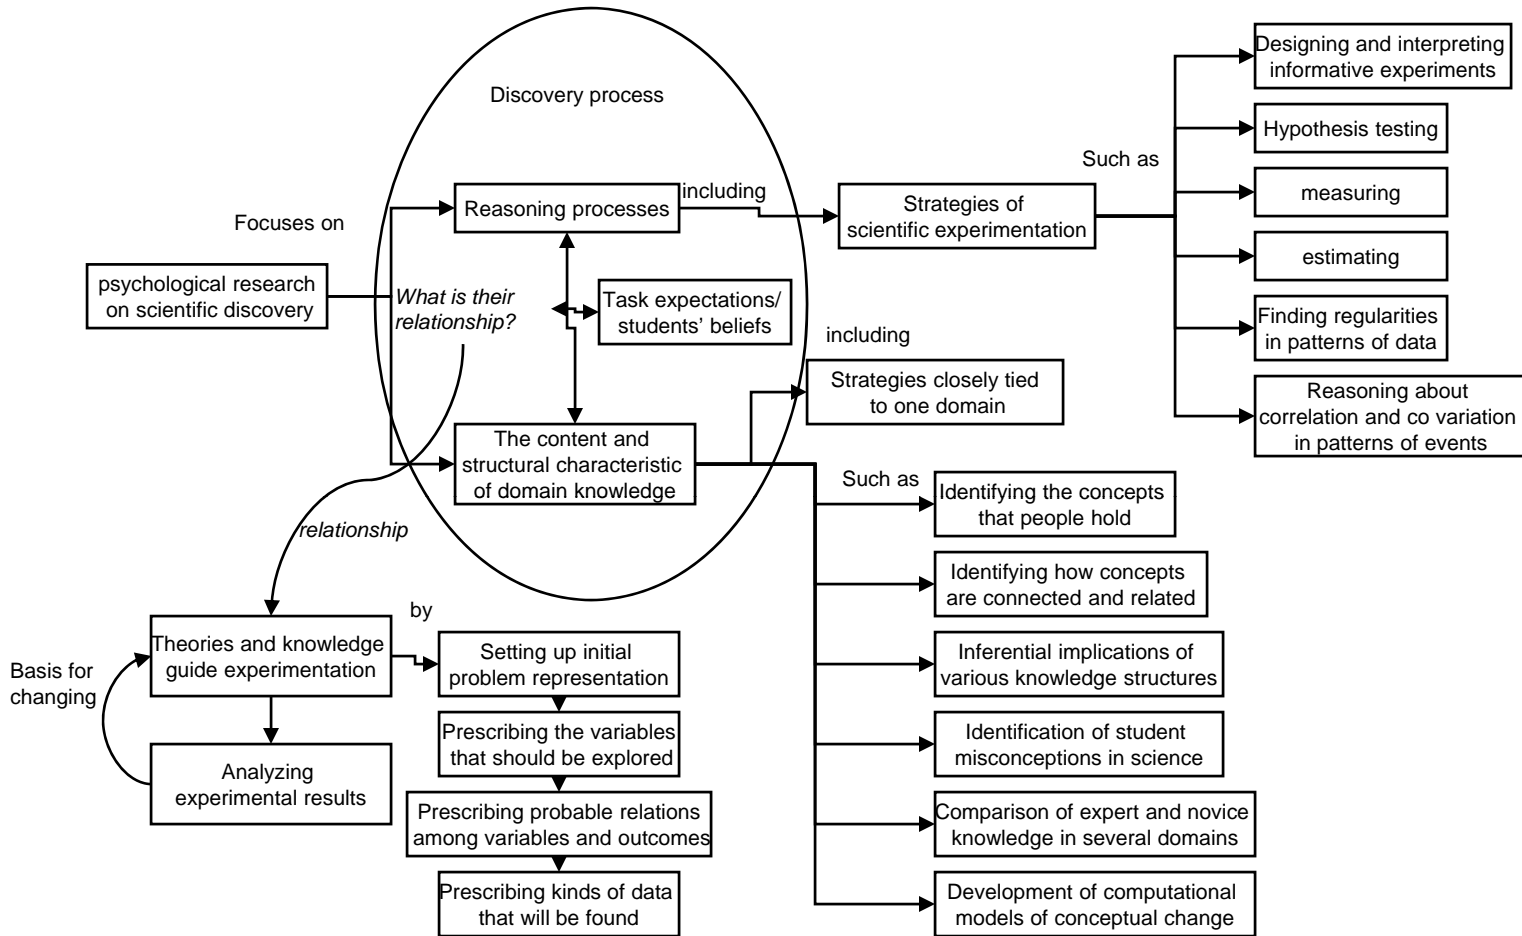 Discovery process
Focuses on
psychological research
on scientific discovery
Reasoning processes
including
What is their
relationship?
Task expectations/
students’ beliefs
The content and
structural characteristic
of domain knowledge
Strategies of
scientific experimentation
Such as
Designing and interpreting
informative experiments
Hypothesis testing
measuring
estimating
Finding regularities
in patterns of data
Reasoning about
correlation and co variation
in patterns of events
including
Strategies closely tied
to one domain
Such as
Identifying the concepts
that people hold
Identifying how concepts
are connected and related
Inferential implications of
various knowledge structures
Identification of student
misconceptions in science
Comparison of expert and novice
knowledge in several domains
Development of computational
models of conceptual change
relationship
Theories and knowledge
guide experimentation
Basis for
changing
Analyzing
experimental results
by
Setting up initial
problem representation
Prescribing the variables
that should be explored
Prescribing probable relations
among variables and outcomes
Prescribing kinds of data
that will be found